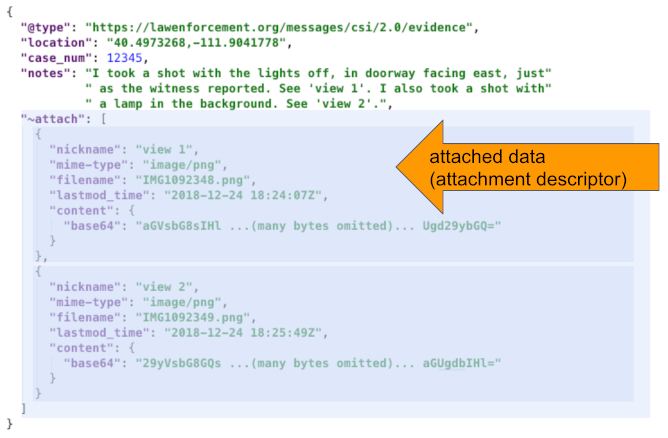 {
"@type": "https://lawenforcement.org/messages/csi/2.0/evidence",
"location": "40.4973268,-111.9041778",
"case_num": 12345,
"notes": "I took a shot with the lights off, in doorway facing east, just"
" as the witness reported. See 'view 1'. I also took a shot with"
" a lamp in the background. See 'view 2'.",
"~attach": [
{
"nickname": "view 1",
"mime-type": "image/png",
"filename": "IMG1092348.png",
"lastmod_time": "2018-12-24 18:24:07Z",
"content": {
"base64": "aGVsbG8sIHl ...(many bytes omitted)... Ugd29ybGQ="
}
},
{
"nickname": "view 2",
"mime-type": "image/png",
"filename": "IMG1092349.png",
"lastmod_time": "2018-12-24 18:25:49Z",
"content": {
"base64": "29yVsbG8GQs ...(many bytes omitted)... aGUgdbIHl="
}
}
]
}
attached data
(attachment descriptor)